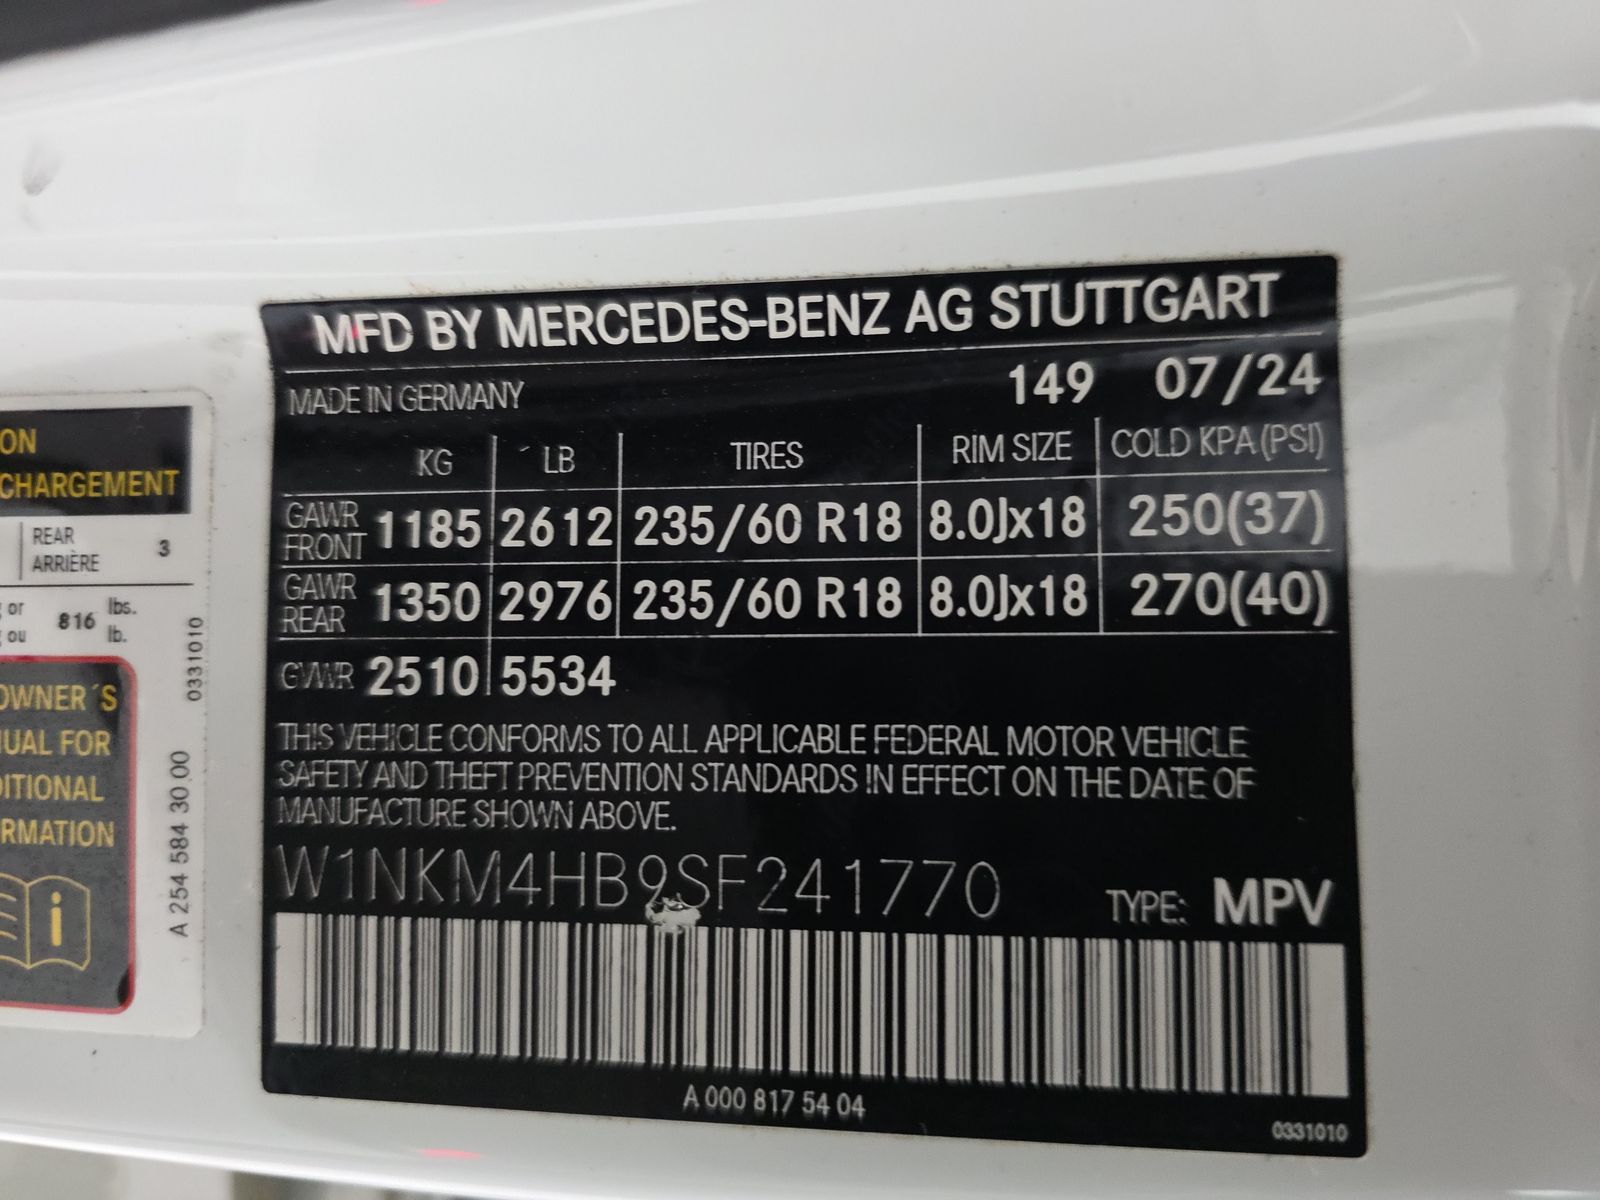 ON
CHARGEMENT
REAR
ARRIÈRE 3
or 816 lbs.
ou lb.
OWNER´S
UAL FOR
DITIONAL
RMATION
i
0331010
A 254 584 30 00
MFD BY MERCEDES-BENZ AG STUTTGART
MADE IN GERMANY 149 07/24
KG LB TIRES RIM SIZE COLD KPA (PSI)
GAWR FRONT 1185 2612 235/60 R18 8.0Jx18 250(37)
GAWR REAR 1350 2976 235/60 R18 8.0Jx18 270(40)
GVWR 2510 5534
THIS VEHICLE CONFORMS TO ALL APPLICABLE FEDERAL MOTOR VEHICLE
SAFETY AND THEFT PREVENTION STANDARDS IN EFFECT ON THE DATE OF
MANUFACTURE SHOWN ABOVE.
W1NKM4HB9SF241770 TYPE: MPV
A 000 817 54 04
0331010